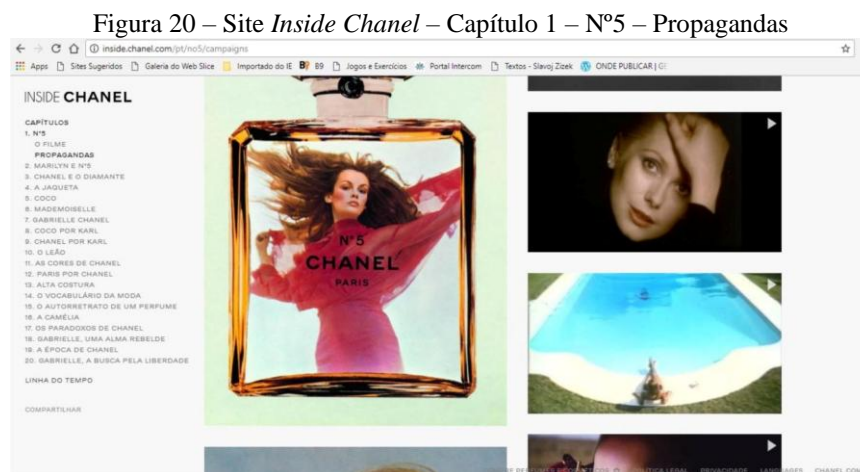 Figura 20 – Site Inside Chanel – Capítulo 1 – Nº5 – Propagandas
inside.chanel.com/pt/no5/campaigns
Apps Sites Sugeridos Galeria do Web Slice Importado do IE B9 Jogos e Exercícios Portal Intercom Textos - Slavoj Zizek ONDE PUBLICAR |
INSIDE CHANEL
CAPÍTULOS
1. Nº5
O FILME
PROPAGANDAS
2. MARILYN E Nº5
3. CHANEL E O DIAMANTE
4. A JAQUETA
5. COCO
6. MADEMOISELLE
7. GABRIELLE CHANEL
8. COCO POR KARL
9. CHANEL POR KARL
10. O LEÃO
11. AS CORES DE CHANEL
12. PARIS POR CHANEL
13. ALTA COSTURA
14. O VOCABULÁRIO DA MODA
15. O AUTORRETRATO DE UM PERFUME
16. A CAMÉLIA
17. OS PARADOXOS DE CHANEL
18. GABRIELLE, UMA ALMA REBELDE
19. A ÉPOCA DE CHANEL
20. GABRIELLE, A BUSCA PELA LIBERDADE
LINHA DO TEMPO
COMPARTILHAR
Nº5
CHANEL
PARIS
POLÍTICA LEGAL PRIVACIDADE LANGUAGES CHANEL.COM